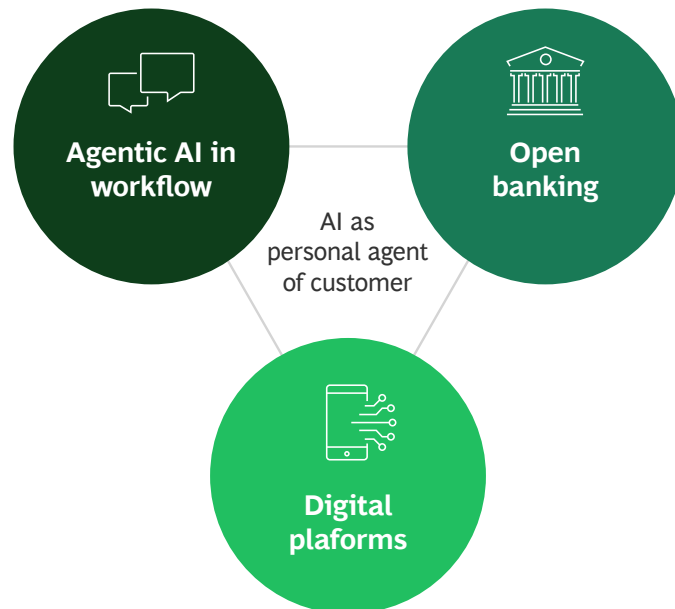 Agentic AI in
workflow
Open
banking
AI as
personal agent
of customer
Digital
plaforms